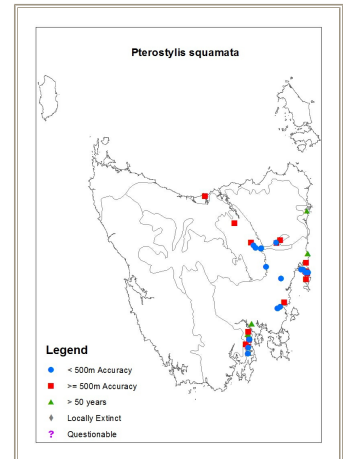 Pterostylis squamata
Legend
< 500m Accuracy
>= 500m Accuracy
> 50 years
Locally Extinct
? Questionable